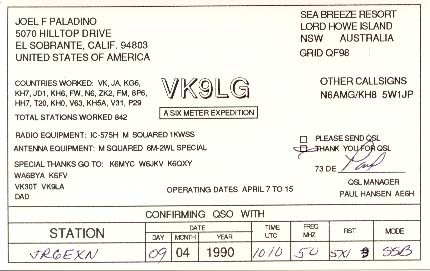 JOEL F PALADINO
5070 HILLTOP DRIVE
EL SOBRANTE, CALIF. 94803
UNITED STATES OF AMERICA
SEA BREEZE RESORT
LORD HOWE ISLAND
NSW AUSTRALIA
GRID QF98
COUNTRIES WORKED: VK, JA, KG6,
KH7, JD1, KH6, FW, N6, ZK2, FM, 8P6,
HH7, T20, KH0, V63, KH5A, V31, P29
TOTAL STATIONS WORKED 842
VK9LG
A SIX METER EXPEDITION
OTHER CALLSIGNS
N6AMG/KH8 5W1JP
RADIO EQUIPMENT: IC-575H M SQUARED 1KWSS
ANTENNA EQUIPMENT: M SQUARED 6M-2WL SPECIAL
SPECIAL THANKS GO TO: K6MYC W6JKV K6QXY
WA6BYA K6FV
VK3OT VK9LA
DAD
OPERATING DATES APRIL 7 TO 15
PLEASE SEND QSL
THANK YOU FOR QSL
73 DE
QSL MANAGER
PAUL HANSEN AE6H
CONFIRMING QSO WITH
STATION DATE TIME UTC FREQ MHZ RST MODE
DAY MONTH YEAR
JR6EXN 09 04 1990 1010 50 5X1 SSB